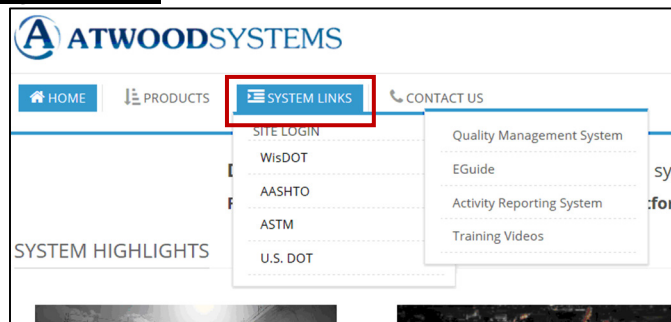 ATWOODSYSTEMS
HOME PRODUCTS SYSTEM LINKS CONTACT US
SITE LOGIN
WisDOT
AASHTO
ASTM
U.S. DOT
Quality Management System
EGuide
Activity Reporting System
Training Videos
sy
SYSTEM HIGHLIGHTS